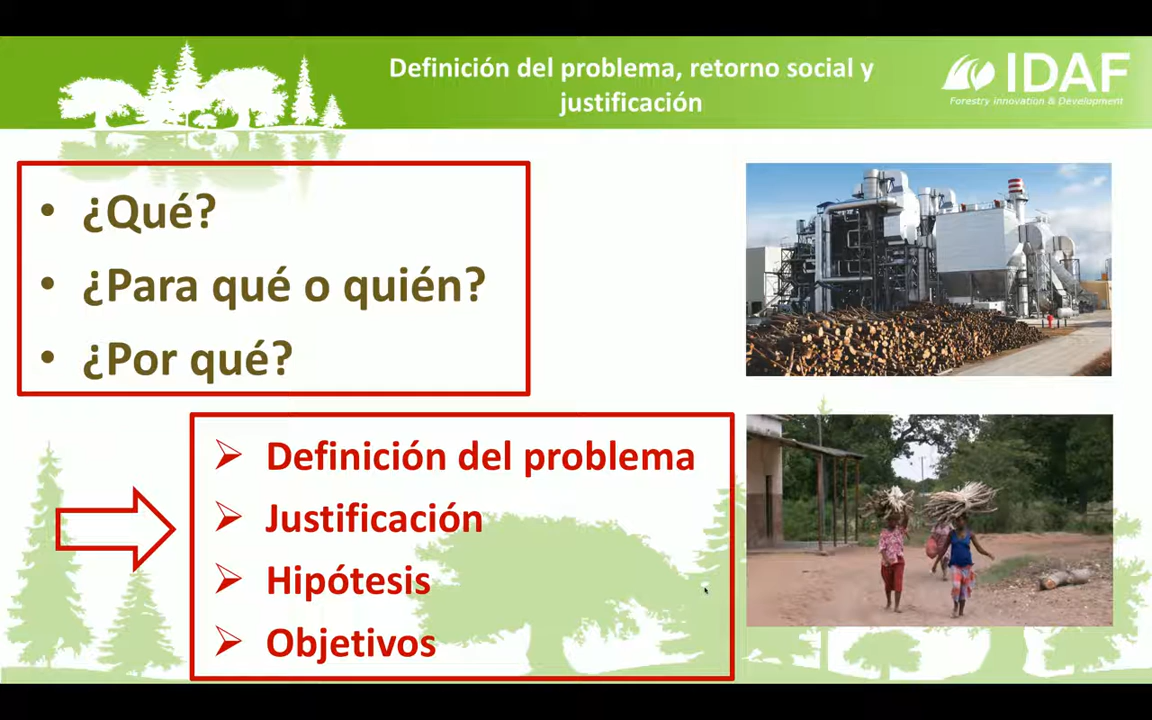 Definición del problema, retorno social y
justificación
IDAF
Forestry Innovation & Development
• ¿Qué?
• ¿Para qué o quién?
• ¿Por qué?
➢ Definición del problema
➢ Justificación
➢ Hipótesis
➢ Objetivos